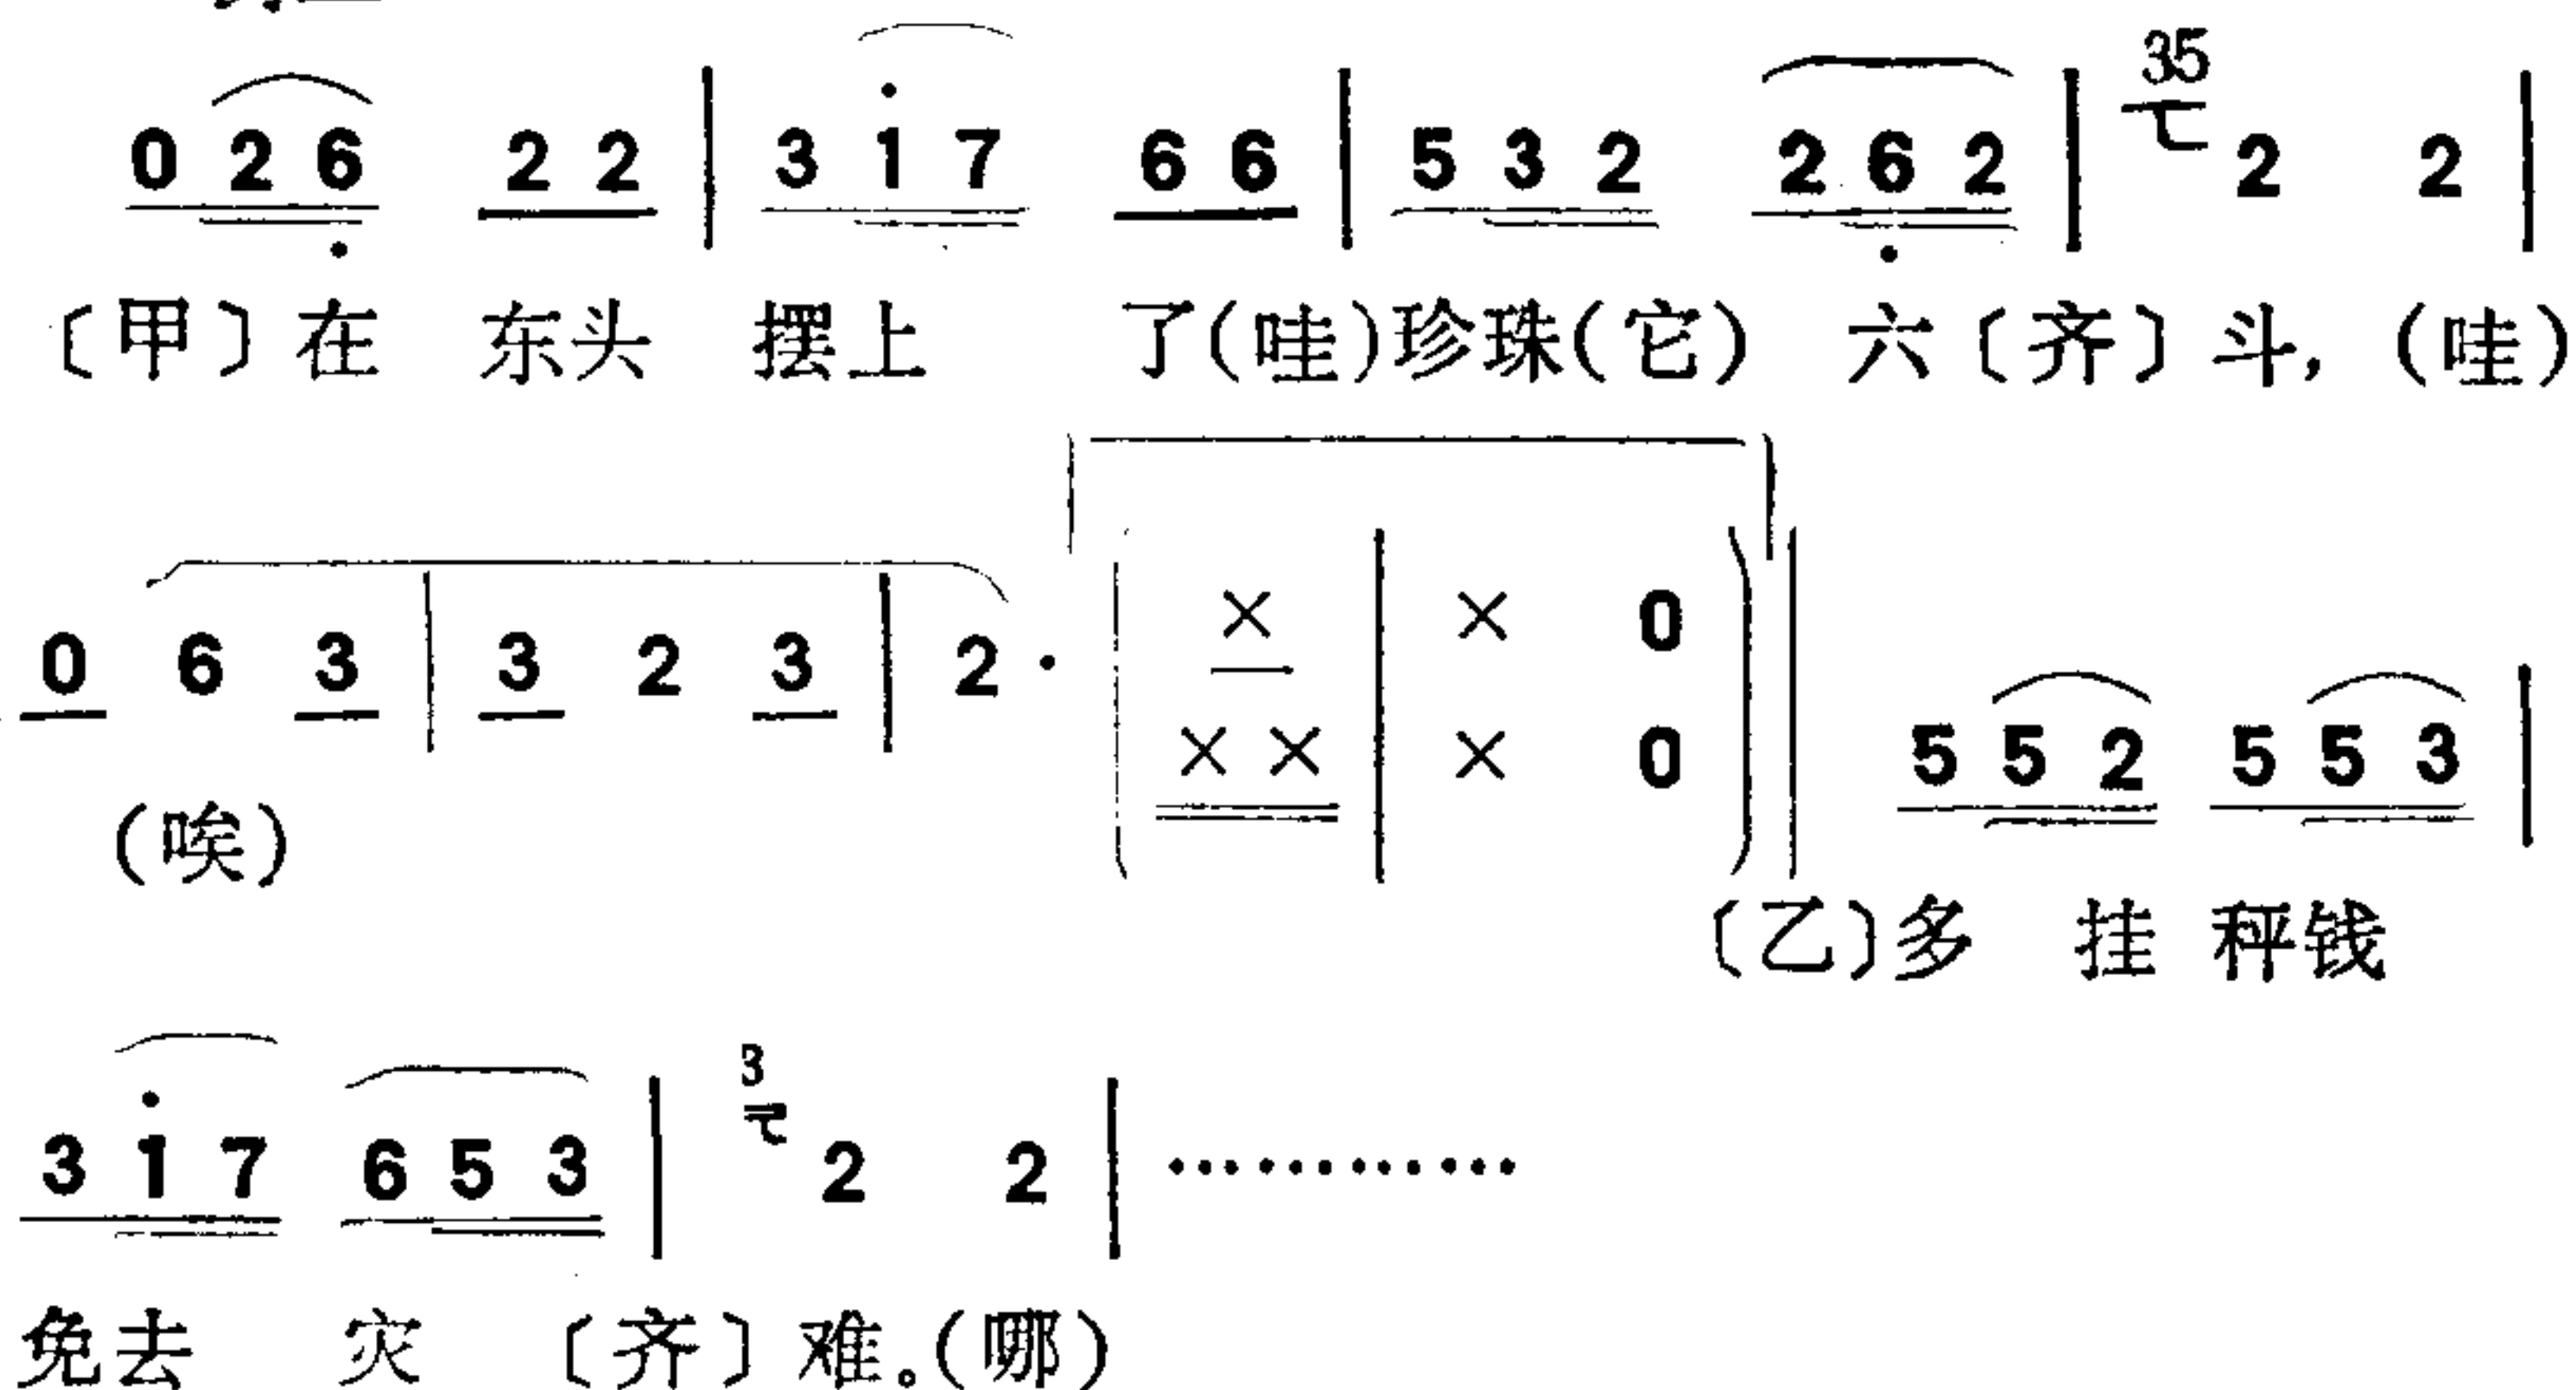 0 2 6 2 2 | 3 1 7 6 6 | 5 3 2 2 6 2 | 35 2 2 |
〔甲〕在 东头 摆上 了(哇)珍珠(它) 六〔齐〕斗, (哇)
0 6 3 | 3 2 3 | 2 · ( × | × 0 )
( × × | × 0 ) 5 5 2 5 5 3 |
(唉)
〔乙〕多 挂 秤钱
3 1 7 6 5 3 | 3 2 2 | …………
免去 灾 〔齐〕难。(哪)